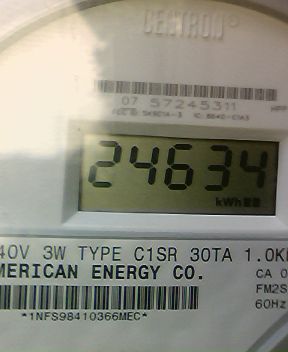 CENTRON®
07 57245311
24634
kWh
40V 3W TYPE C1SR 30TA 1.0K
MERICAN ENERGY CO.
CA 0
FM2S
60Hz
*1NFS98410366MEC*